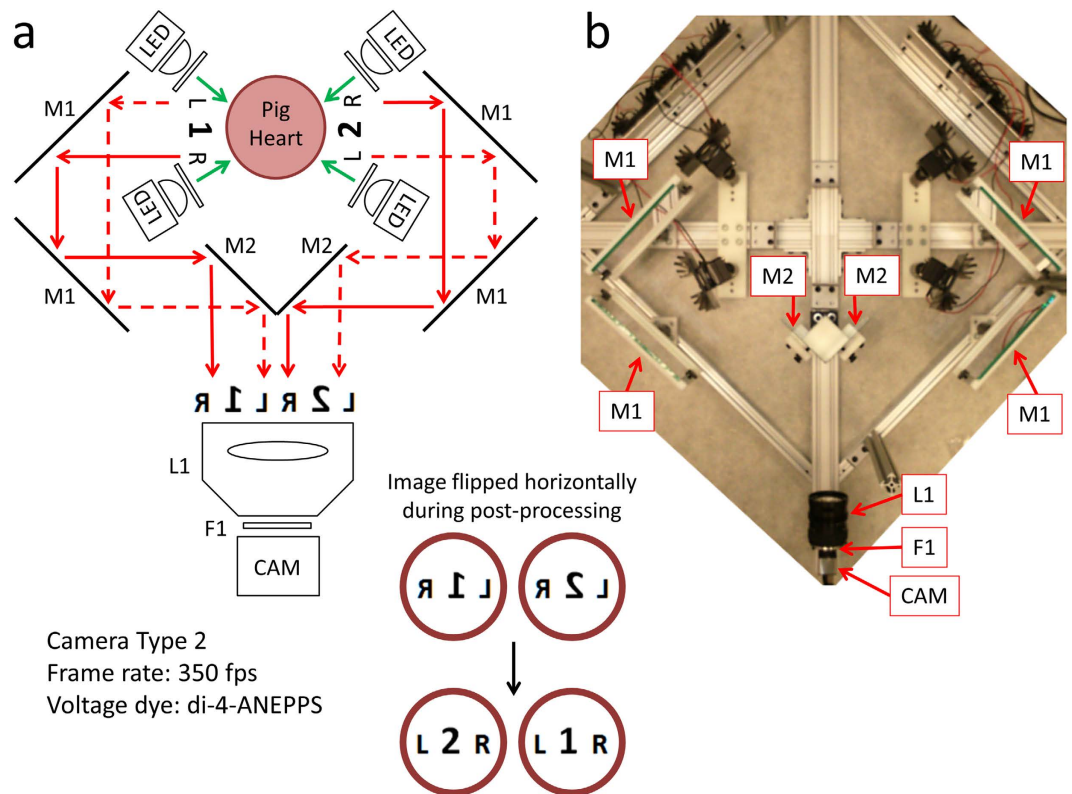 a
b
LED
LED
M1
M1
L
1
R
Pig
Heart
R
2
L
LED
LED
M1
M1
M2
M2
R 1 L R 2 L
L1
F1
CAM
Image flipped horizontally
during post-processing
R 1 L
R 2 L
L 2 R
L 1 R
Camera Type 2
Frame rate: 350 fps
Voltage dye: di-4-ANEPPS
M1
M1
M2
M2
M1
M1
L1
F1
CAM